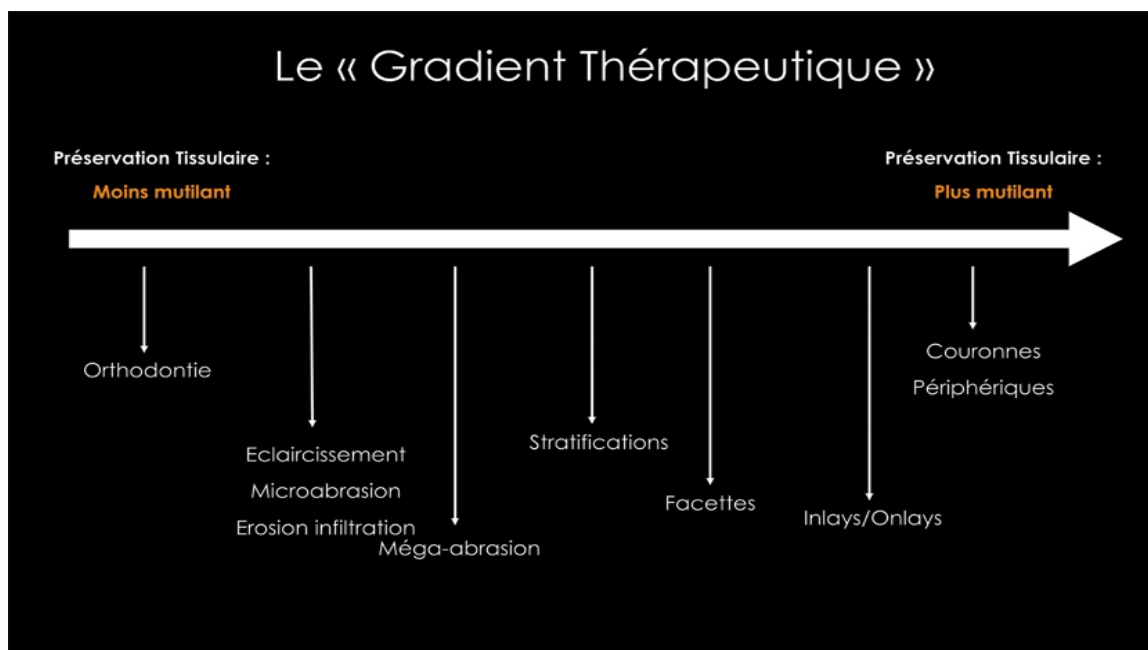 Le « Gradient Thérapeutique »
Préservation Tissulaire :
Moins mutilant
Préservation Tissulaire :
Plus mutilant
Orthodontie
Eclaircissement
Microabrasion
Erosion infiltration
Méga-abrasion
Stratifications
Facettes
Inlays/Onlays
Couronnes
Périphériques